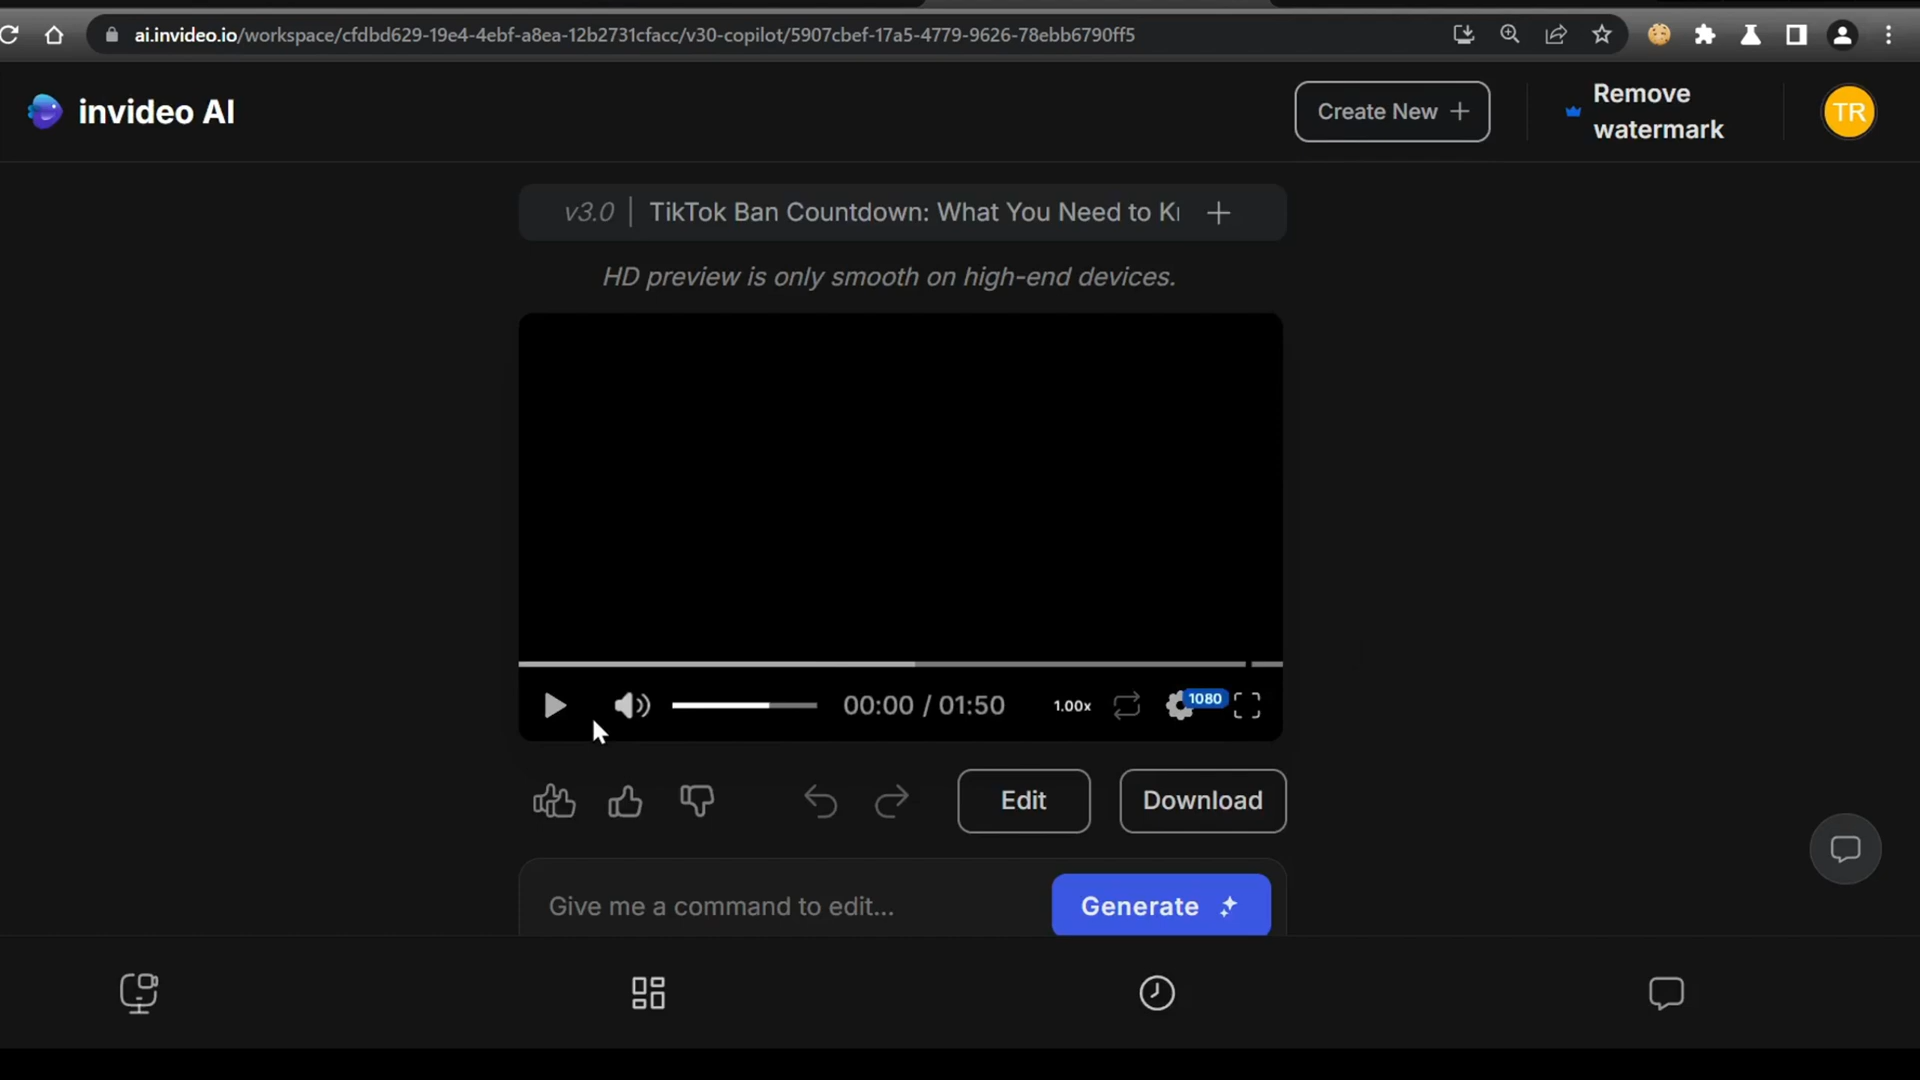 ai.invideo.io/workspace/cfdbd629-19e4-4ebf-a8ea-12b2731cfacc/v30-copilot/5907cbef-17a5-4779-9626-78ebb6790ff5
invideo AI
Create New +
Remove
watermark
TR
v3.0 | TikTok Ban Countdown: What You Need to K
HD preview is only smooth on high-end devices.
00:00 / 01:50
1.00x
1080
Edit
Download
Give me a command to edit...
Generate